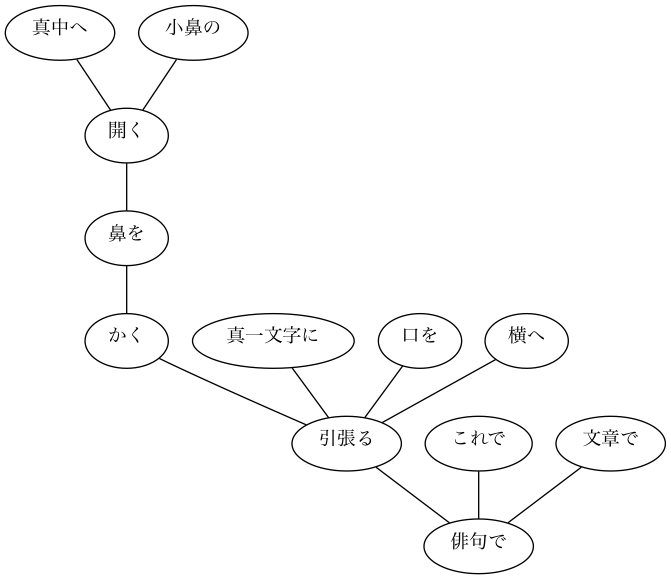 真中へ 小鼻の
開く
鼻を
かく 真一文字に 口を 横へ
引張る これで 文章で
俳句で